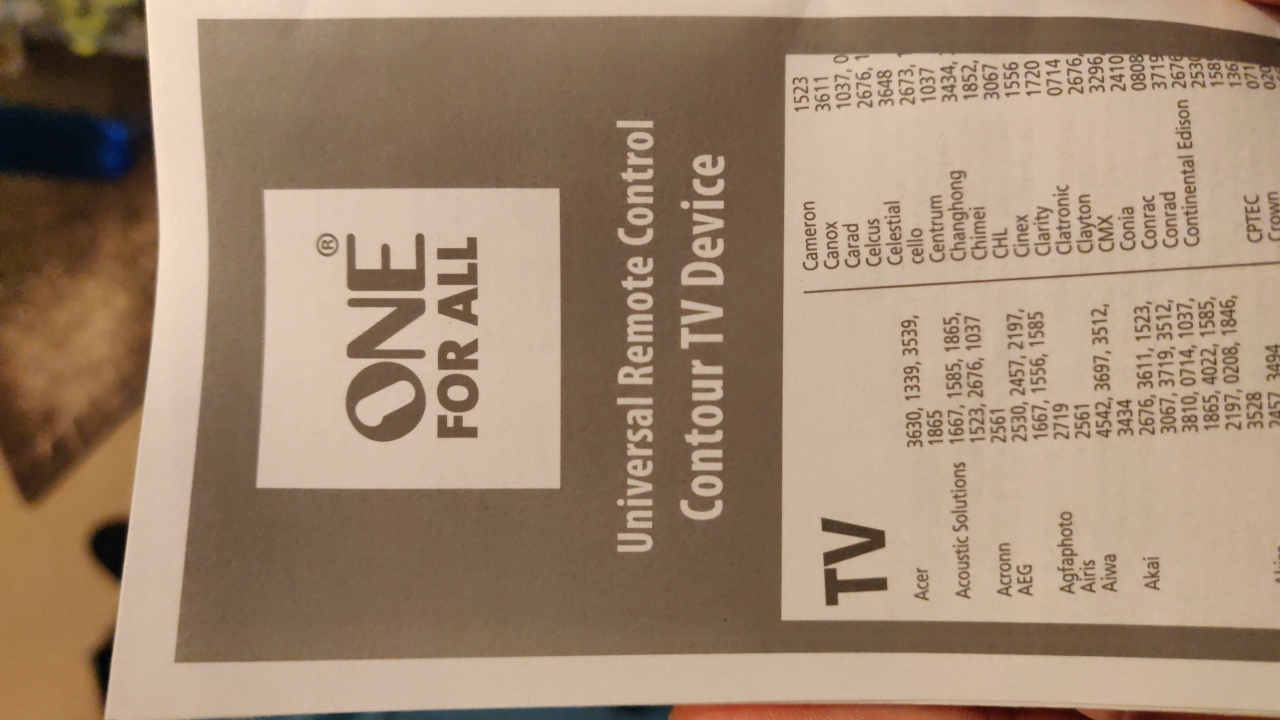 ONE®
FOR ALL
Universal Remote Control
Contour TV Device
TV
Acer 3630, 1339, 3539,
1865
Acoustic Solutions 1667, 1585, 1865,
1523, 2676, 1037
Acronn 2561
AEG 2530, 2457, 2197,
1667, 1556, 1585
Agfaphoto 2719
Airis 2561
Aiwa 4542, 3697, 3512,
3434
Akai 2676, 3611, 1523,
3067, 3719, 3512,
3810, 0714, 1037,
1865, 4022, 1585,
2197, 0208, 1846,
3528
2457, 3494
Cameron 1523
Canox 3611
Carad 1037,
Celcus 2676,
Celestial 3648
cello 2673,
Centrum 1037
Changhong 3434,
Chimei 1852,
CHL 3067
Cinex 1556
Clarity 1720
Clatronic 0714
Clayton 2676,
CMX 3296
Conia 2410
Conrac 0808
Conrad 3719
Continental Edison 2676
2530
CPTEC
Crown